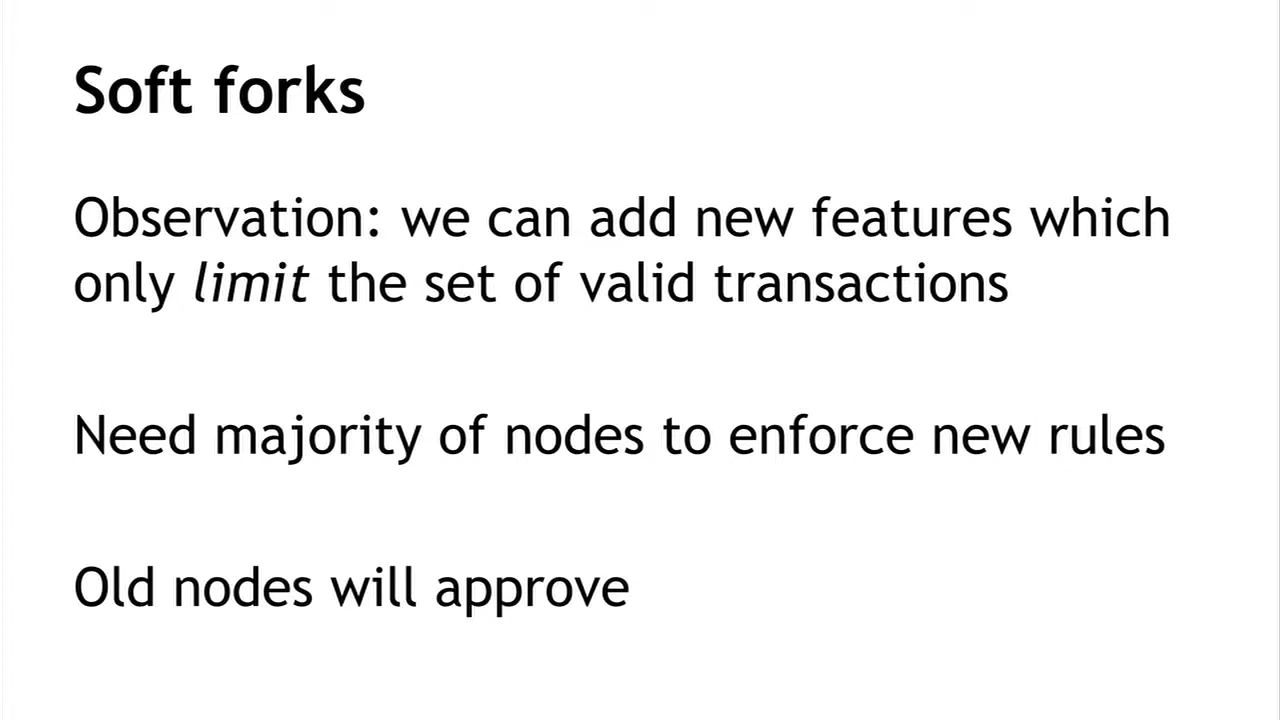 Soft forks
Observation: we can add new features which
only limit the set of valid transactions
Need majority of nodes to enforce new rules
Old nodes will approve